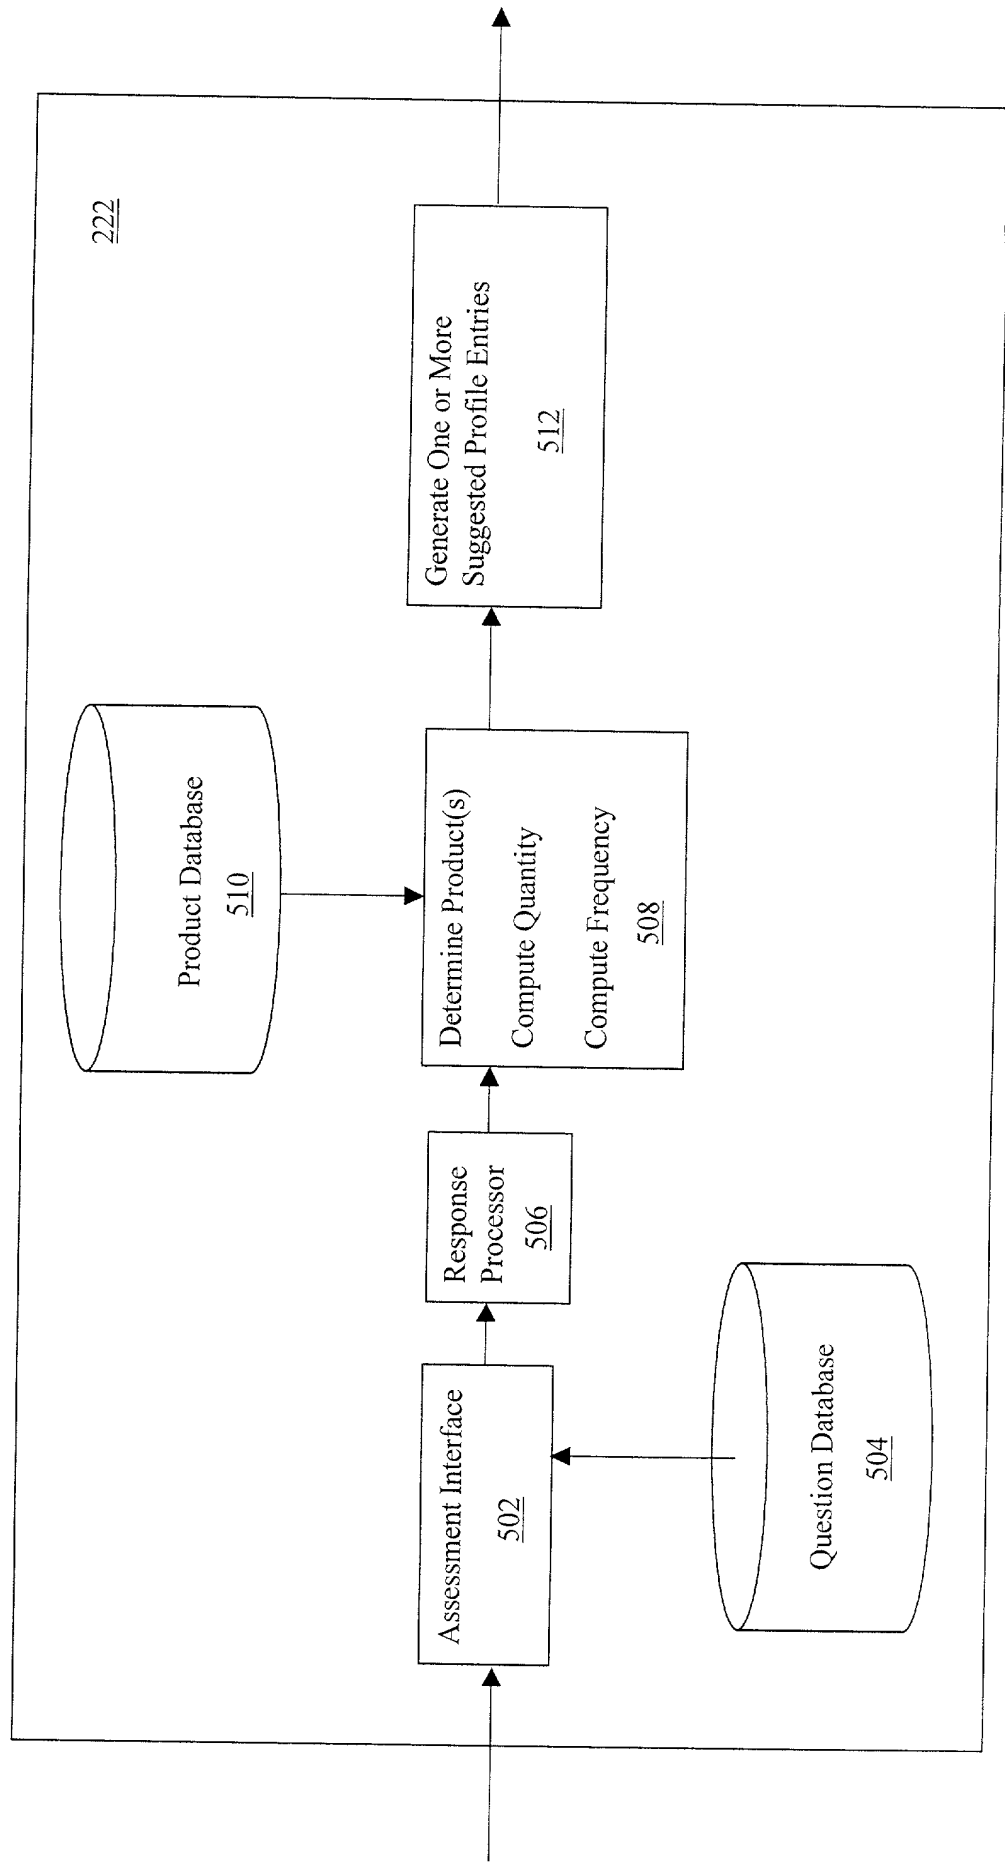 222
Product Database
510
Assessment Interface
502
Response
Processor
506
Determine Product(s)
Compute Quantity
Compute Frequency
508
Generate One or More
Suggested Profile Entries
512
Question Database
504